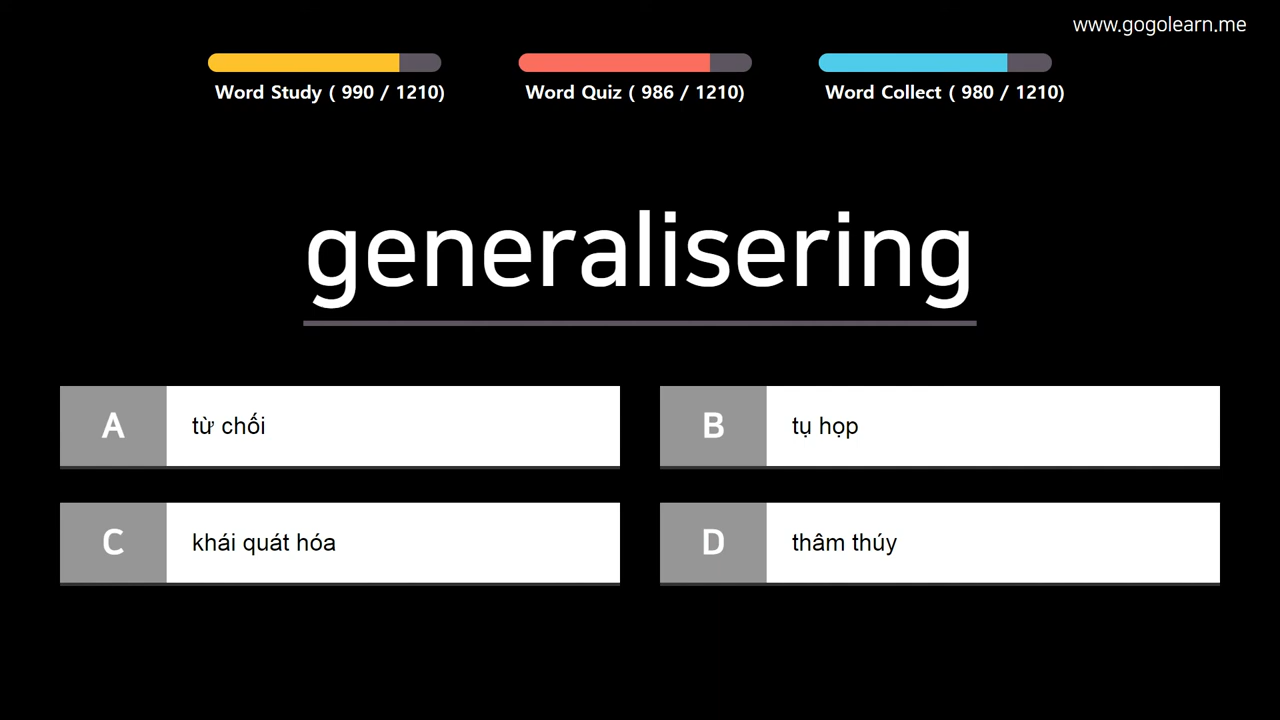 www.gogolearn.me
Word Study ( 990 / 1210)
Word Quiz ( 986 / 1210)
Word Collect ( 980 / 1210)
generalisering
A từ chối
B tụ họp
C khái quát hóa
D thâm thúy